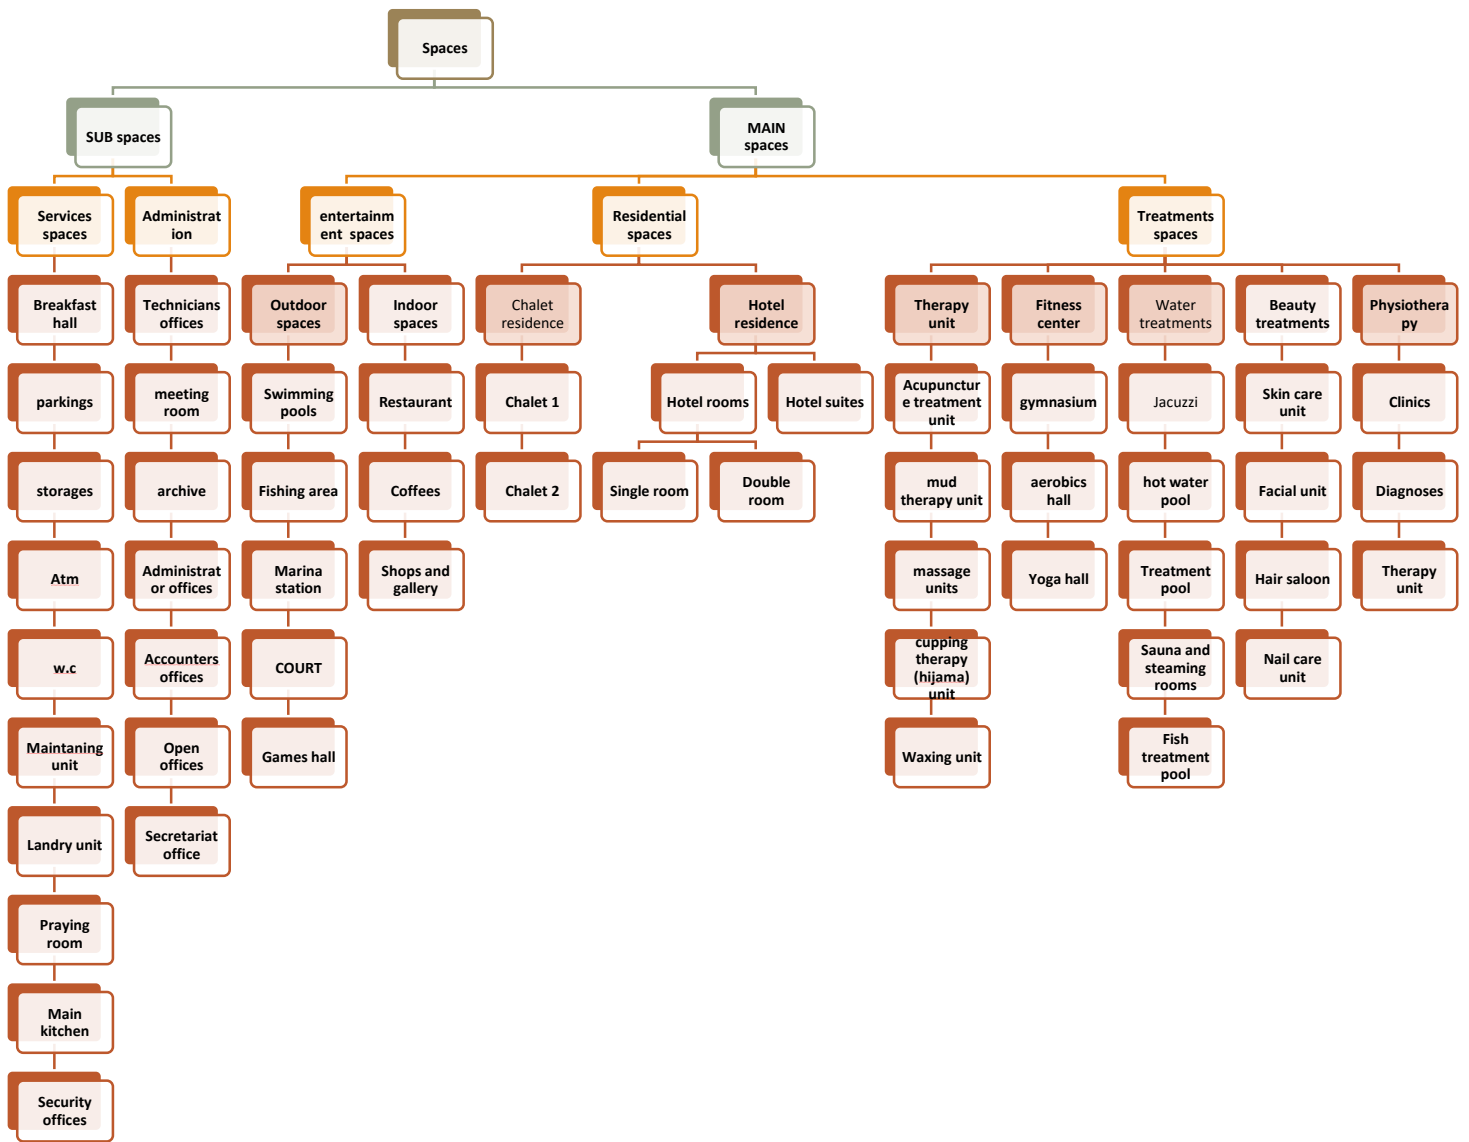 Spaces
SUB spaces
MAIN
spaces
Services
spaces
Administrat
ion
entertainm
ent spaces
Residential
spaces
Treatments
spaces
Breakfast
hall
Technicians
offices
Outdoor
spaces
Indoor
spaces
Chalet
residence
Hotel
residence
Therapy
unit
Fitness
center
Water
treatments
Beauty
treatments
Physiothera
py
parkings
meeting
room
Swimming
pools
Restaurant
Chalet 1
Hotel rooms
Hotel suites
Acupunctur
e treatment
unit
gymnasium
Jacuzzi
Skin care
unit
Clinics
storages
archive
Fishing area
Coffees
Chalet 2
Single room
Double
room
mud
therapy unit
aerobics
hall
hot water
pool
Facial unit
Diagnoses
Atm
Administrat
or offices
Marina
station
Shops and
gallery
massage
units
Yoga hall
Treatment
pool
Hair saloon
Therapy
unit
w.c
Accounters
offices
COURT
cupping
therapy
(hijama)
unit
Sauna and
steaming
rooms
Nail care
unit
Maintaning
unit
Open
offices
Games hall
Waxing unit
Fish
treatment
pool
Landry unit
Secretariat
office
Praying
room
Main
kitchen
Security
offices